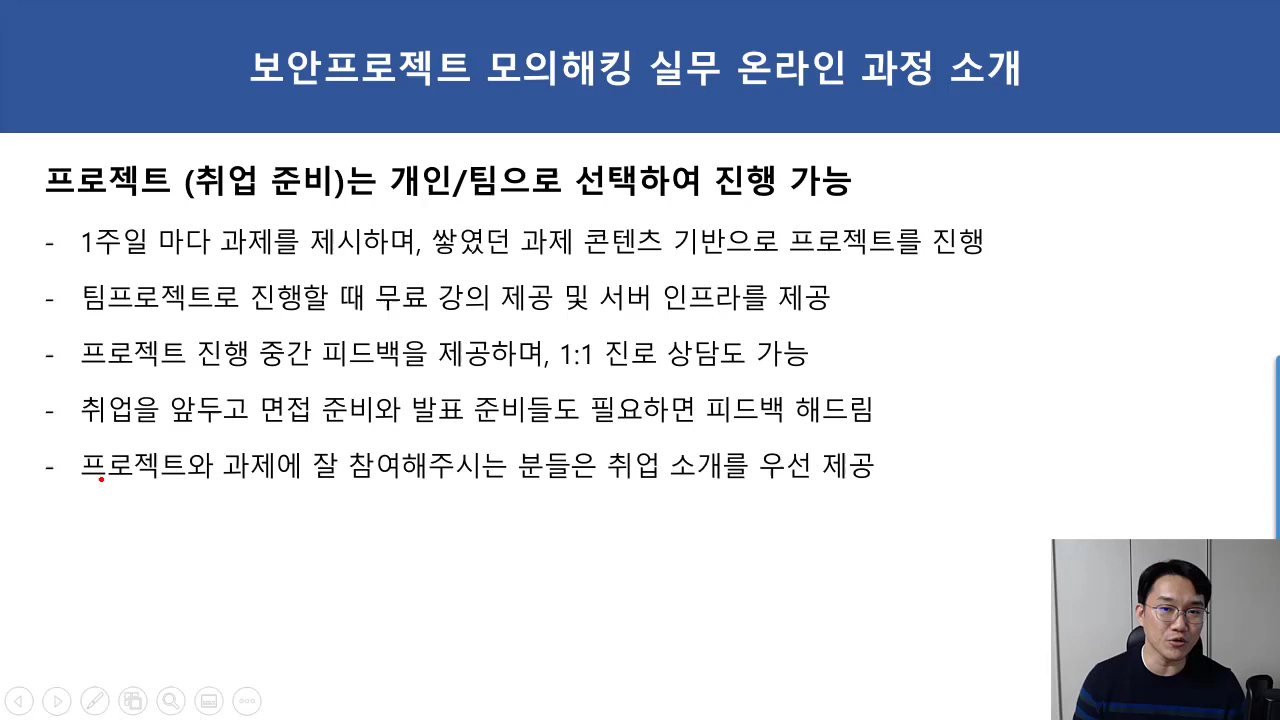 보안프로젝트 모의해킹 실무 온라인 과정 소개
프로젝트 (취업 준비)는 개인/팀으로 선택하여 진행 가능
- 1주일 마다 과제를 제시하며, 쌓였던 과제 콘텐츠 기반으로 프로젝트를 진행
- 팀프로젝트로 진행할 때 무료 강의 제공 및 서버 인프라를 제공
- 프로젝트 진행 중간 피드백을 제공하며, 1:1 진로 상담도 가능
- 취업을 앞두고 면접 준비와 발표 준비들도 필요하면 피드백 해드림
- 프로젝트와 과제에 잘 참여해주시는 분들은 취업 소개를 우선 제공